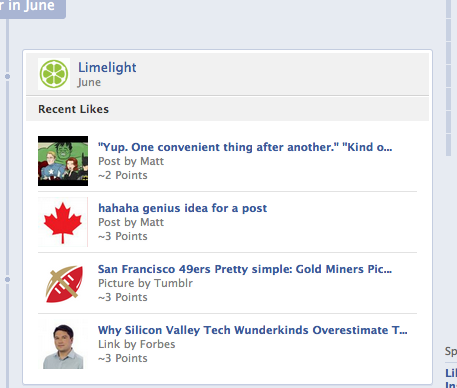 r in June
Limelight
June
Recent Likes
"Yup. One convenient thing after another." "Kind o...
Post by Matt
~2 Points
hahaha genius idea for a post
Post by Matt
~3 Points
San Francisco 49ers Pretty simple: Gold Miners Pic...
Picture by Tumblr
~3 Points
Why Silicon Valley Tech Wunderkinds Overestimate T...
Link by Forbes
~3 Points
Sp
Lil
In